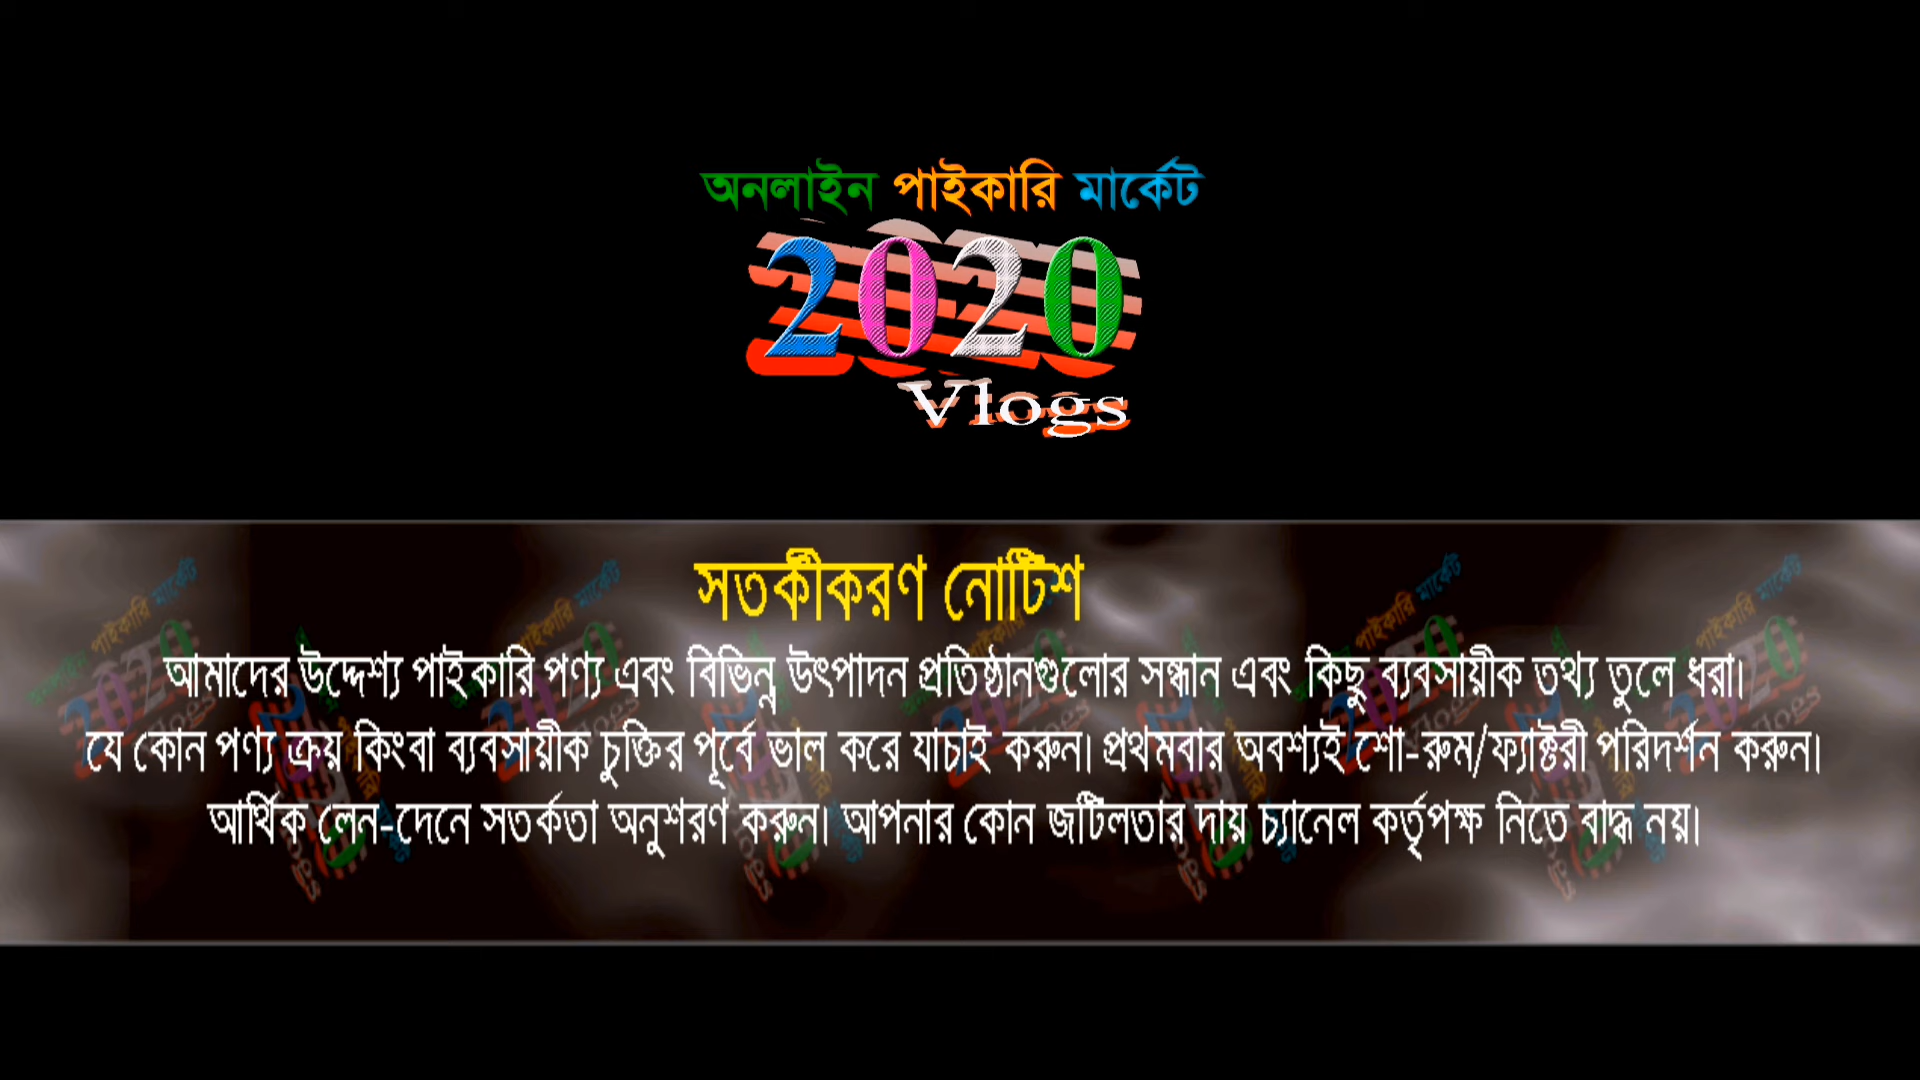 অনলাইন পাইকারি মার্কেট
2020
Vlogs
সতর্কীকরণ নোটিশ
আমাদের উদ্দেশ্য পাইকারি পণ্য এবং বিভিন্ন উৎপাদন প্রতিষ্ঠানগুলোর সন্ধান এবং কিছু ব্যবসায়ীক তথ্য তুলে ধরা।
যে কোন পণ্য ক্রয় কিংবা ব্যবসায়ীক চুক্তির পূর্বে ভাল করে যাচাই করুন। প্রথমবার অবশ্যই শো-রুম/ফ্যাক্টরী পরিদর্শন করুন।
আর্থিক লেন-দেনে সতর্কতা অনুশরণ করুন। আপনার কোন জটিলতার দায় চ্যানেল কর্তৃপক্ষ নিতে বাদ্ধ নয়।